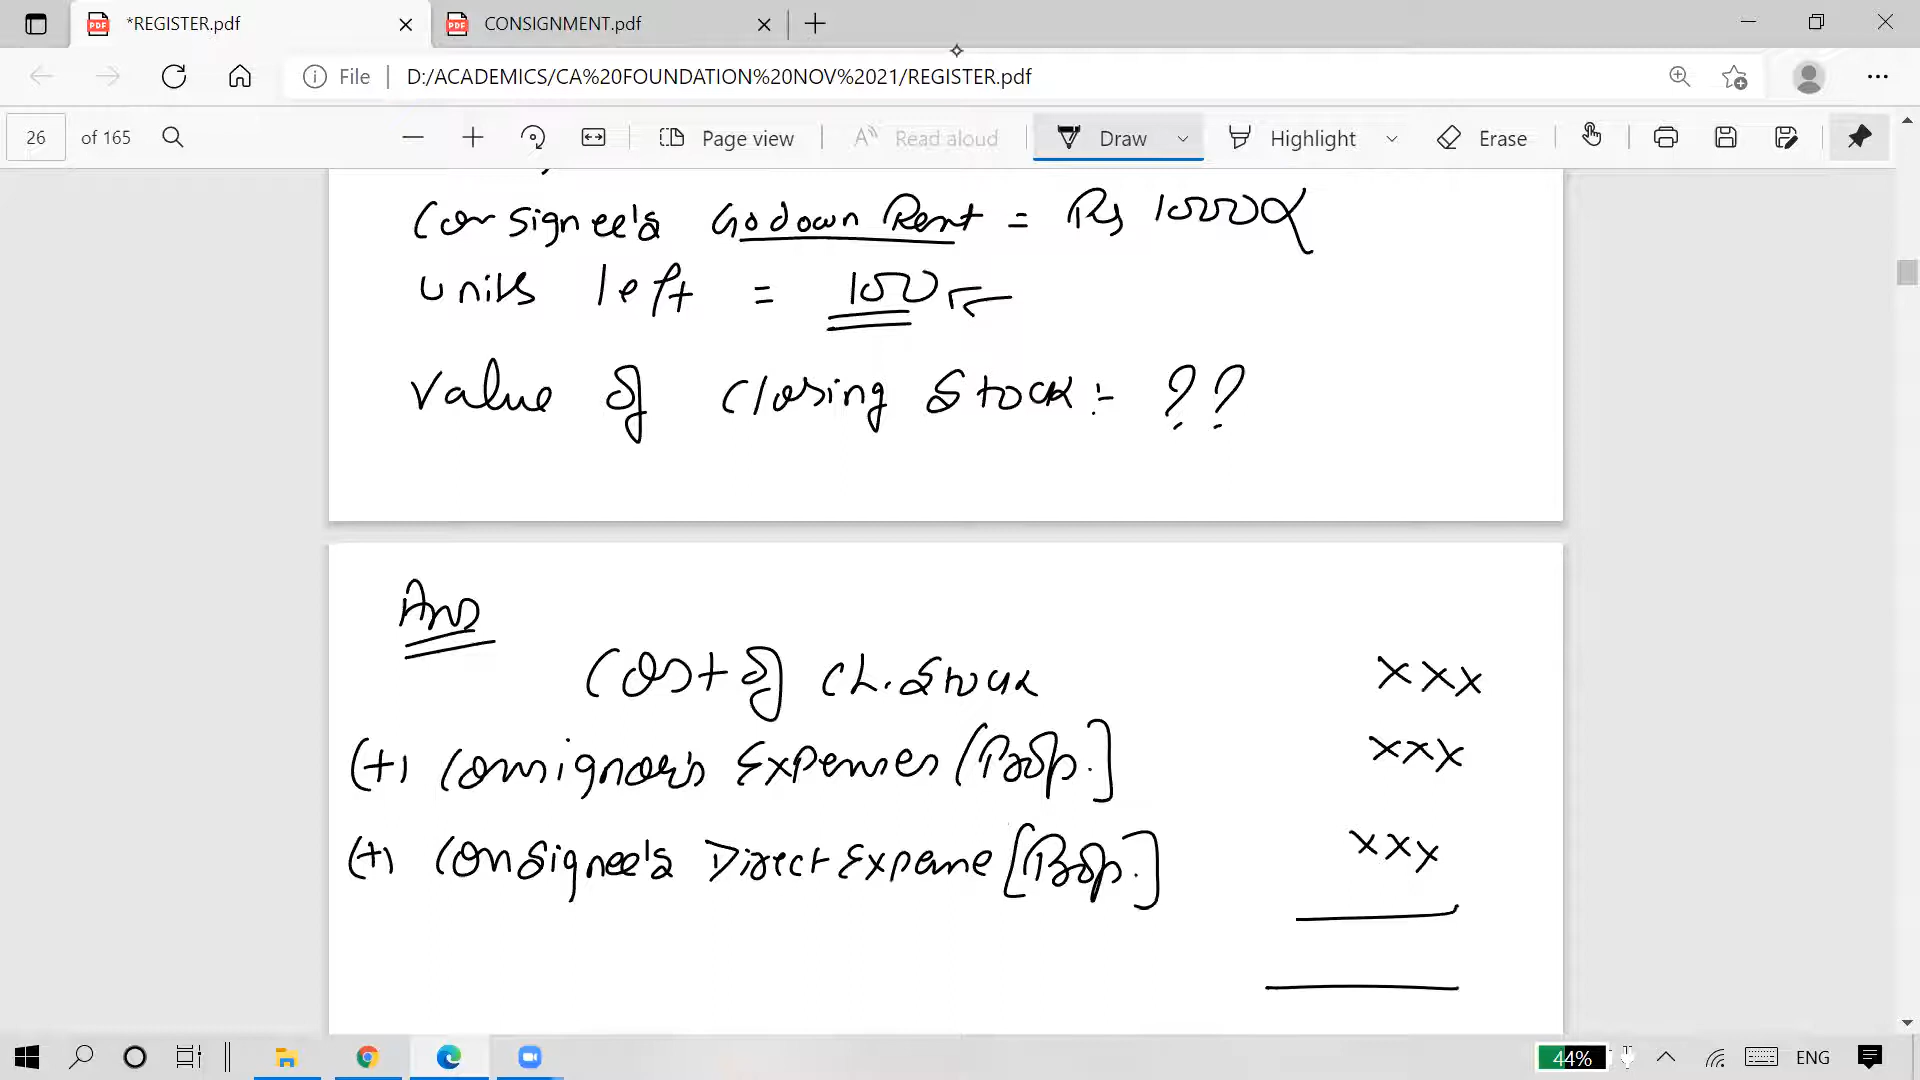 *REGISTER.pdf
CONSIGNMENT.pdf
File
D:/ACADEMICS/CA%20FOUNDATION%20NOV%2021/REGISTER.pdf
26 of 165
Page view
Read aloud
Draw
Highlight
Erase
Consignee's Godown Rent = Rs 10000
units left = 100
Value of Closing Stock :- ??
Ans
Cost of Cl. Stock xxx
(+) Consignor's Expenses [Prop.] xxx
(+) Consignee's Direct Expense [Prop.] xxx
44%
ENG